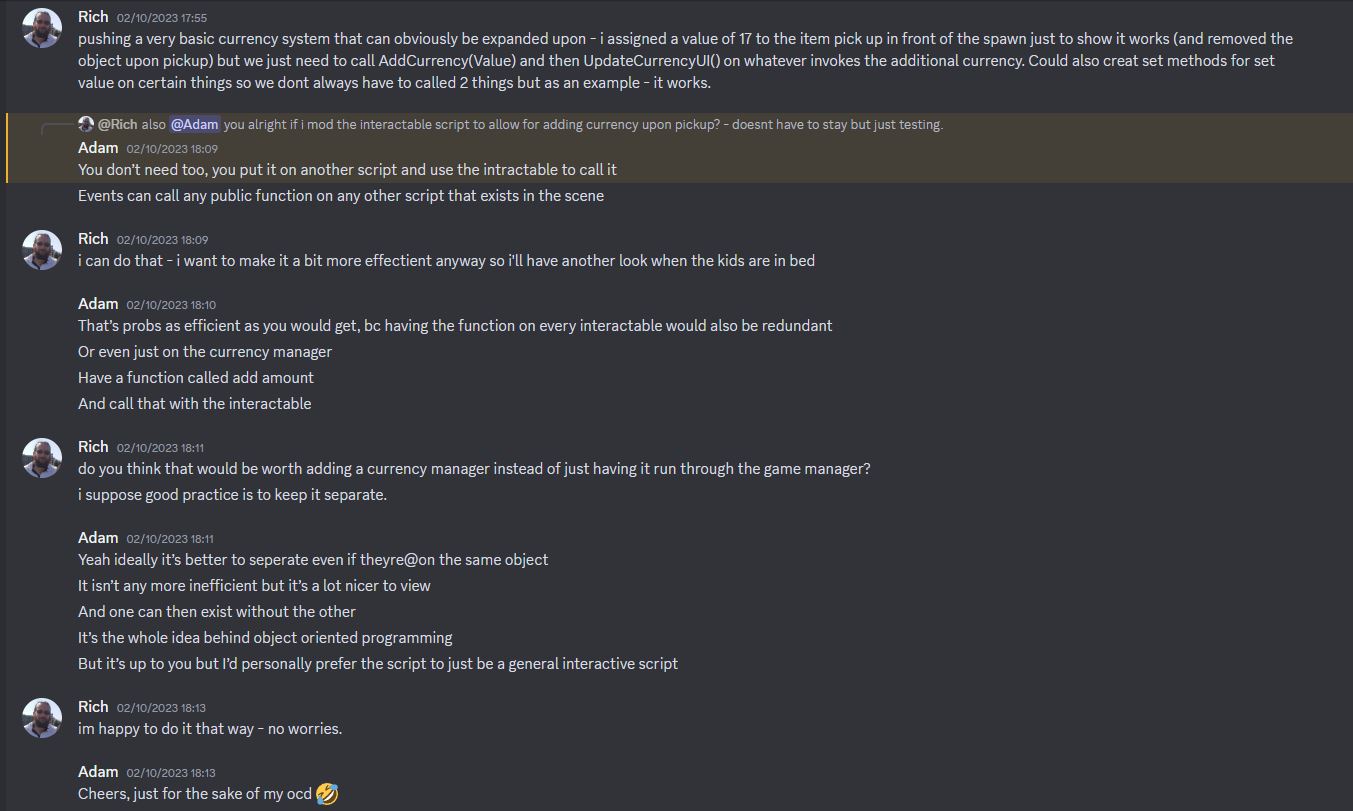 Rich 02/10/2023 17:55
pushing a very basic currency system that can obviously be expanded upon - i assigned a value of 17 to the item pick up in front of the spawn just to show it works (and removed the
object upon pickup) but we just need to call AddCurrency(Value) and then UpdateCurrencyUI() on whatever invokes the additional currency. Could also creat set methods for set
value on certain things so we dont always have to called 2 things but as an example - it works.
@Rich also @Adam you alright if i mod the interactable script to allow for adding currency upon pickup? - doesnt have to stay but just testing.
Adam 02/10/2023 18:09
You don't need too, you put it on another script and use the intractable to call it
Events can call any public function on any other script that exists in the scene
Rich 02/10/2023 18:09
i can do that - i want to make it a bit more effectient anyway so i'll have another look when the kids are in bed
Adam 02/10/2023 18:10
That's probs as efficient as you would get, bc having the function on every interactable would also be redundant
Or even just on the currency manager
Have a function called add amount
And call that with the interactable
Rich 02/10/2023 18:11
do you think that would be worth adding a currency manager instead of just having it run through the game manager?
i suppose good practice is to keep it separate.
Adam 02/10/2023 18:11
Yeah ideally it's better to seperate even if theyre@on the same object
It isn't any more inefficient but it's a lot nicer to view
And one can then exist without the other
It's the whole idea behind object oriented programming
But it's up to you but I'd personally prefer the script to just be a general interactive script
Rich 02/10/2023 18:13
im happy to do it that way - no worries.
Adam 02/10/2023 18:13
Cheers, just for the sake of my ocd 🤣